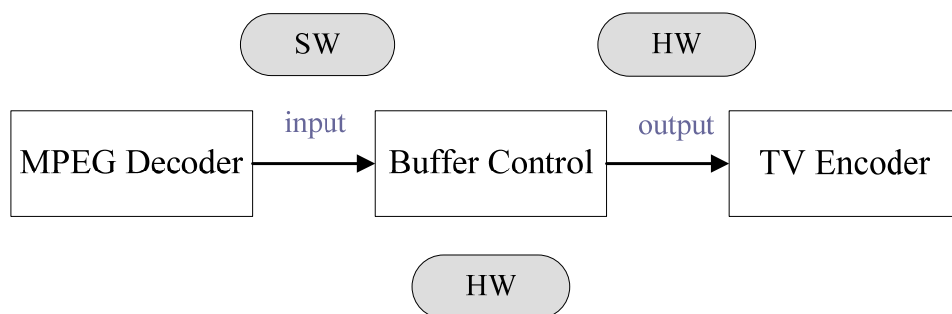 SW
HW
input
output
MPEG Decoder
Buffer Control
TV Encoder
HW